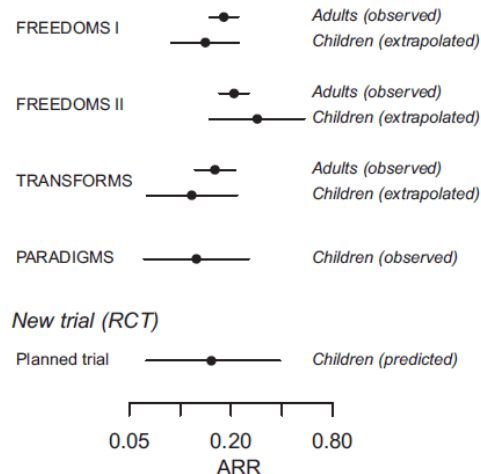 FREEDOMS I
Adults (observed)
Children (extrapolated)
FREEDOMS II
Adults (observed)
Children (extrapolated)
TRANSFORMS
Adults (observed)
Children (extrapolated)
PARADIGMS
Children (observed)
New trial (RCT)
Planned trial
Children (predicted)
0.05 0.20 0.80
ARR